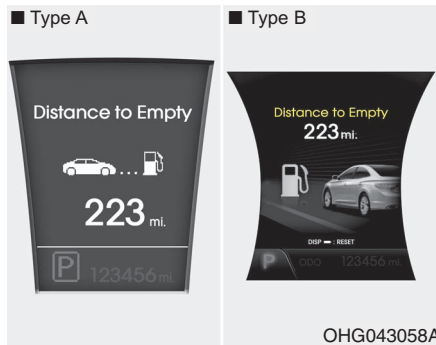 ■ Type A
Distance to Empty
223 mi.
P 123456 mi.
■ Type B
Distance to Empty
223 mi.
DISP ━ : RESET
P ODO 123456 mi.
OHG043058A